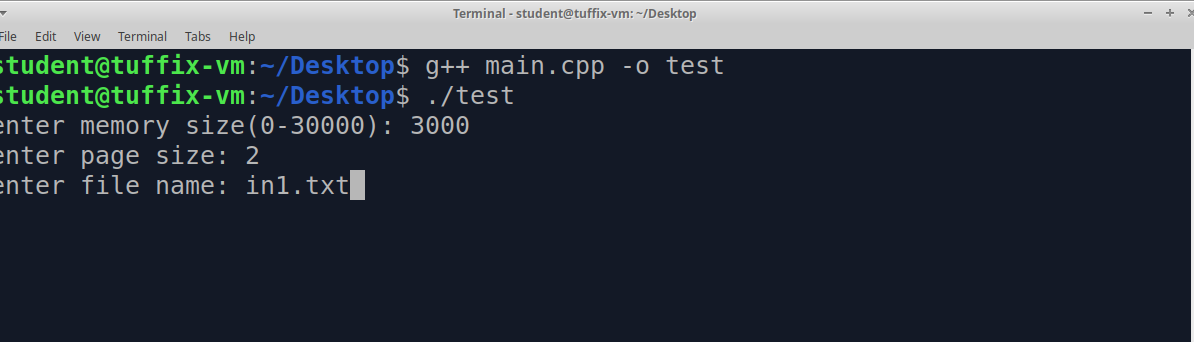 Terminal - student@tuffix-vm: ~/Desktop
File Edit View Terminal Tabs Help
student@tuffix-vm:~/Desktop$ g++ main.cpp -o test
student@tuffix-vm:~/Desktop$ ./test
enter memory size(0-30000): 3000
enter page size: 2
enter file name: in1.txt